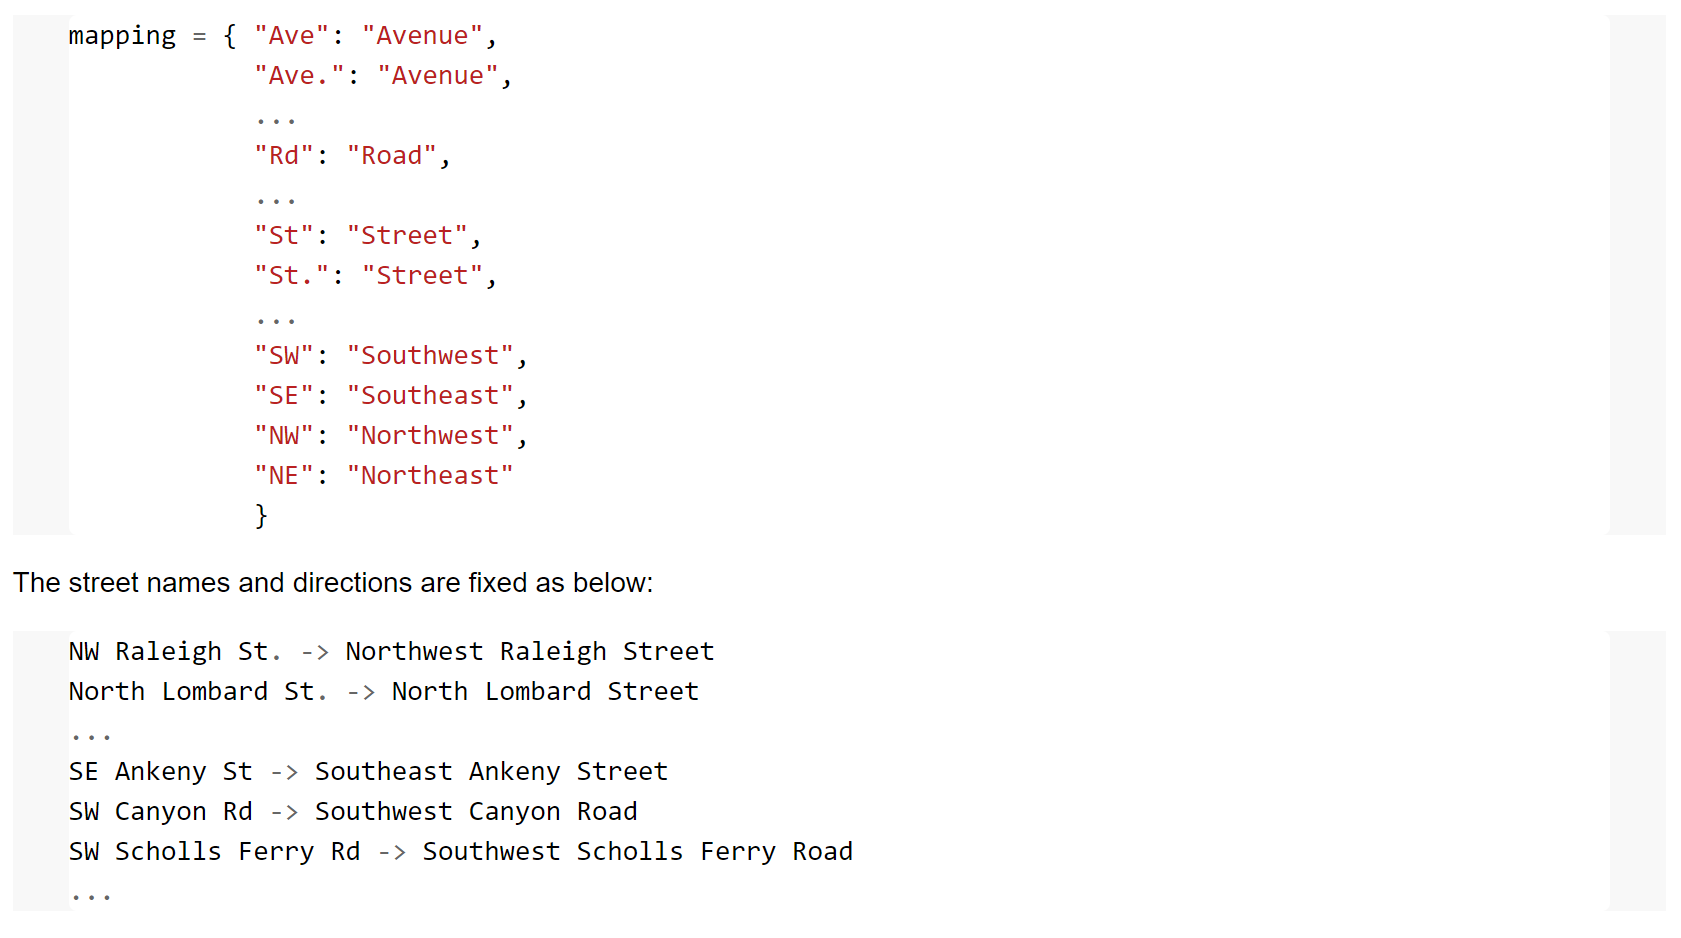 mapping = { "Ave": "Avenue",
"Ave.": "Avenue",
...
"Rd": "Road",
...
"St": "Street",
"St.": "Street",
...
"SW": "Southwest",
"SE": "Southeast",
"NW": "Northwest",
"NE": "Northeast"
}
The street names and directions are fixed as below:
NW Raleigh St. -> Northwest Raleigh Street
North Lombard St. -> North Lombard Street
...
SE Ankeny St -> Southeast Ankeny Street
SW Canyon Rd -> Southwest Canyon Road
SW Scholls Ferry Rd -> Southwest Scholls Ferry Road
...